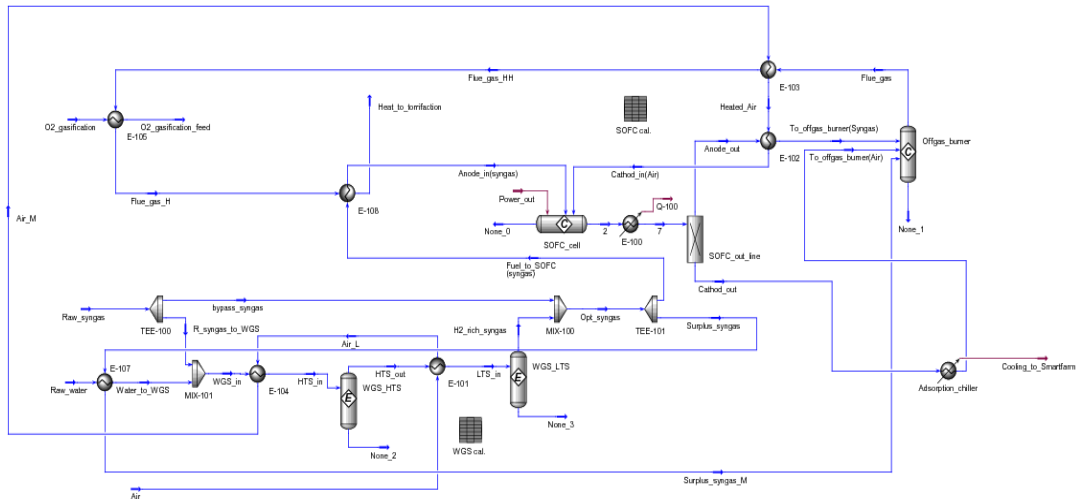 Flue_gas_HH
Flue_gas
E-103
Heat_to_torrifaction
Heated_Air
SOFC cal.
O2_gasification
O2_gasification_feed
E-105
To_offgas_burner(Syngas)
Offgas_burner
Anode_out
E-102
To_offgas_burner(Air)
C
Anode_in(syngas)
Cathod_in(Air)
Flue_gas_H
E-108
Air_M
Power_out
Q-100
None_0
C
2
7
E-100
SOFC_cell
None_1
SOFC_out_line
Fuel_to_SOFC
(syngas)
Cathod_out
Raw_syngas
bypass_syngas
TEE-100
MIX-100
Opt_syngas
TEE-101
Surplus_syngas
R_syngas_to_WGS
H2_rich_syngas
Air_L
E-107
WGS_in
HTS_in
HTS_out
LTS_in
WGS_LTS
Cooling_to_Smartfarm
Raw_water
Water_to_WGS
MIX-101
E-104
WGS_HTS
E-101
E
Adsorption_chiller
E
None_3
WGS cal.
None_2
Surplus_syngas_M
Air